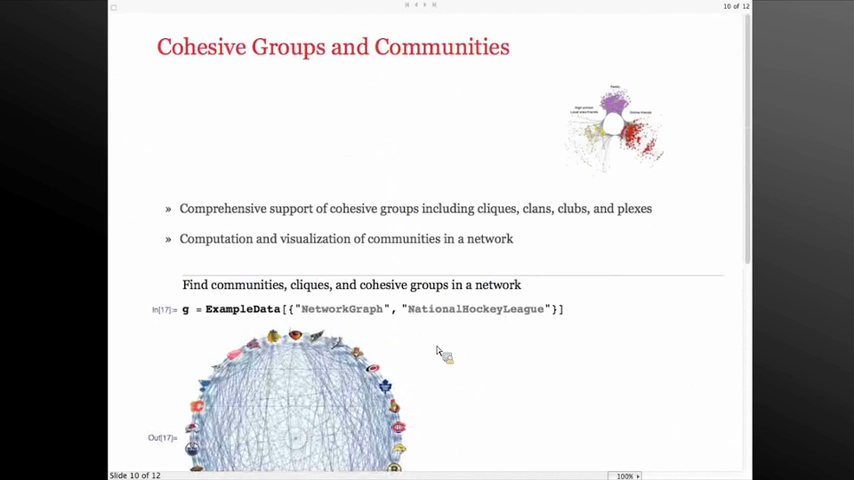 10 of 12
Cohesive Groups and Communities
Family
» Comprehensive support of cohesive groups including cliques, clans, clubs, and plexes
» Computation and visualization of communities in a network
Find communities, cliques, and cohesive groups in a network
In[17]:= g = ExampleData[{"NetworkGraph", "NationalHockeyLeague"}]
Out[17]=
Slide 10 of 12
100%